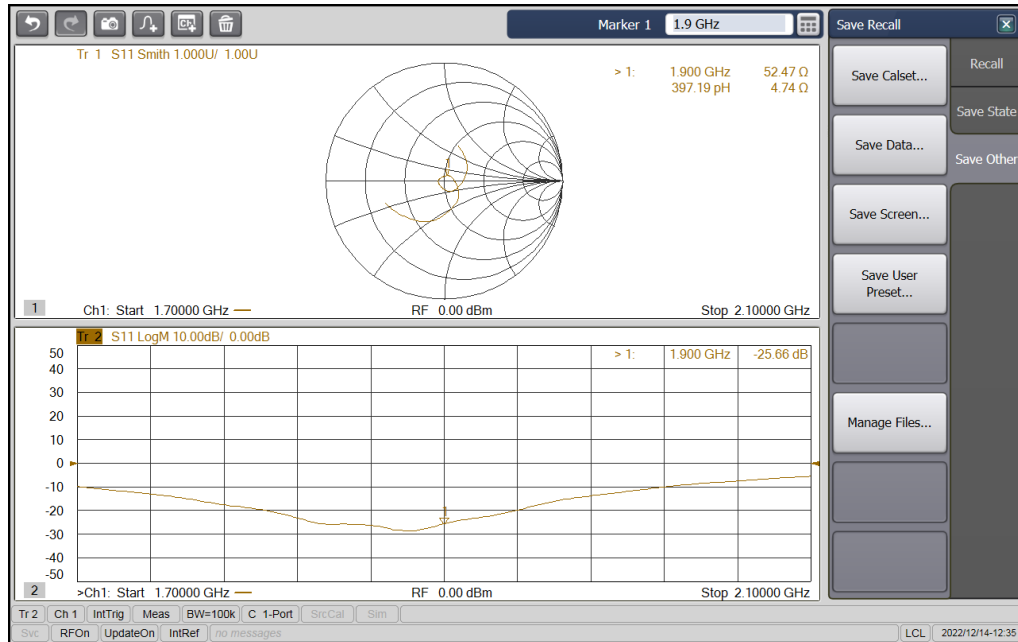 Marker 1 1.9 GHz
Save Recall
Tr 1 S11 Smith 1.000U/ 1.00U
> 1: 1.900 GHz 52.47 Ω
397.19 pH 4.74 Ω
1
1
Ch1: Start 1.70000 GHz
RF 0.00 dBm
Stop 2.10000 GHz
Tr 2 S11 LogM 10.00dB/ 0.00dB
> 1: 1.900 GHz -25.66 dB
50
40
30
20
10
0
-10
-20
-30
-40
-50
1
2
>Ch1: Start 1.70000 GHz
RF 0.00 dBm
Stop 2.10000 GHz
Save Calset...
Save Data...
Save Screen...
Save User
Preset...
Manage Files...
Recall
Save State
Save Other
Tr 2 Ch 1 IntTrig Meas BW=100k C 1-Port SrcCal Sim
Svc RFOn UpdateOn IntRef no messages LCL 2022/12/14-12:35